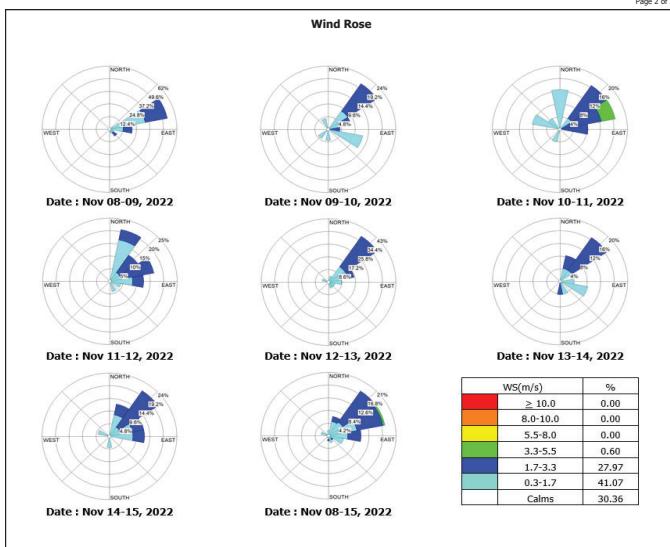 Page 2 of
Wind Rose
NORTH
62%
49.6%
37.2%
24.8%
12.4%
WEST
EAST
SOUTH
Date : Nov 08-09, 2022
NORTH
24%
19.2%
14.4%
9.6%
4.8%
WEST
EAST
SOUTH
Date : Nov 09-10, 2022
NORTH
20%
16%
12%
8%
4%
WEST
EAST
SOUTH
Date : Nov 10-11, 2022
NORTH
25%
20%
15%
10%
5%
WEST
EAST
SOUTH
Date : Nov 11-12, 2022
NORTH
43%
34.4%
25.8%
17.2%
8.6%
WEST
EAST
SOUTH
Date : Nov 12-13, 2022
NORTH
20%
16%
12%
8%
4%
WEST
EAST
SOUTH
Date : Nov 13-14, 2022
NORTH
24%
19.2%
14.4%
9.6%
4.8%
WEST
EAST
SOUTH
Date : Nov 14-15, 2022
NORTH
21%
16.8%
12.6%
8.4%
4.2%
WEST
EAST
SOUTH
Date : Nov 08-15, 2022
WS(m/s) %
≥ 10.0 0.00
8.0-10.0 0.00
5.5-8.0 0.00
3.3-5.5 0.60
1.7-3.3 27.97
0.3-1.7 41.07
Calms 30.36